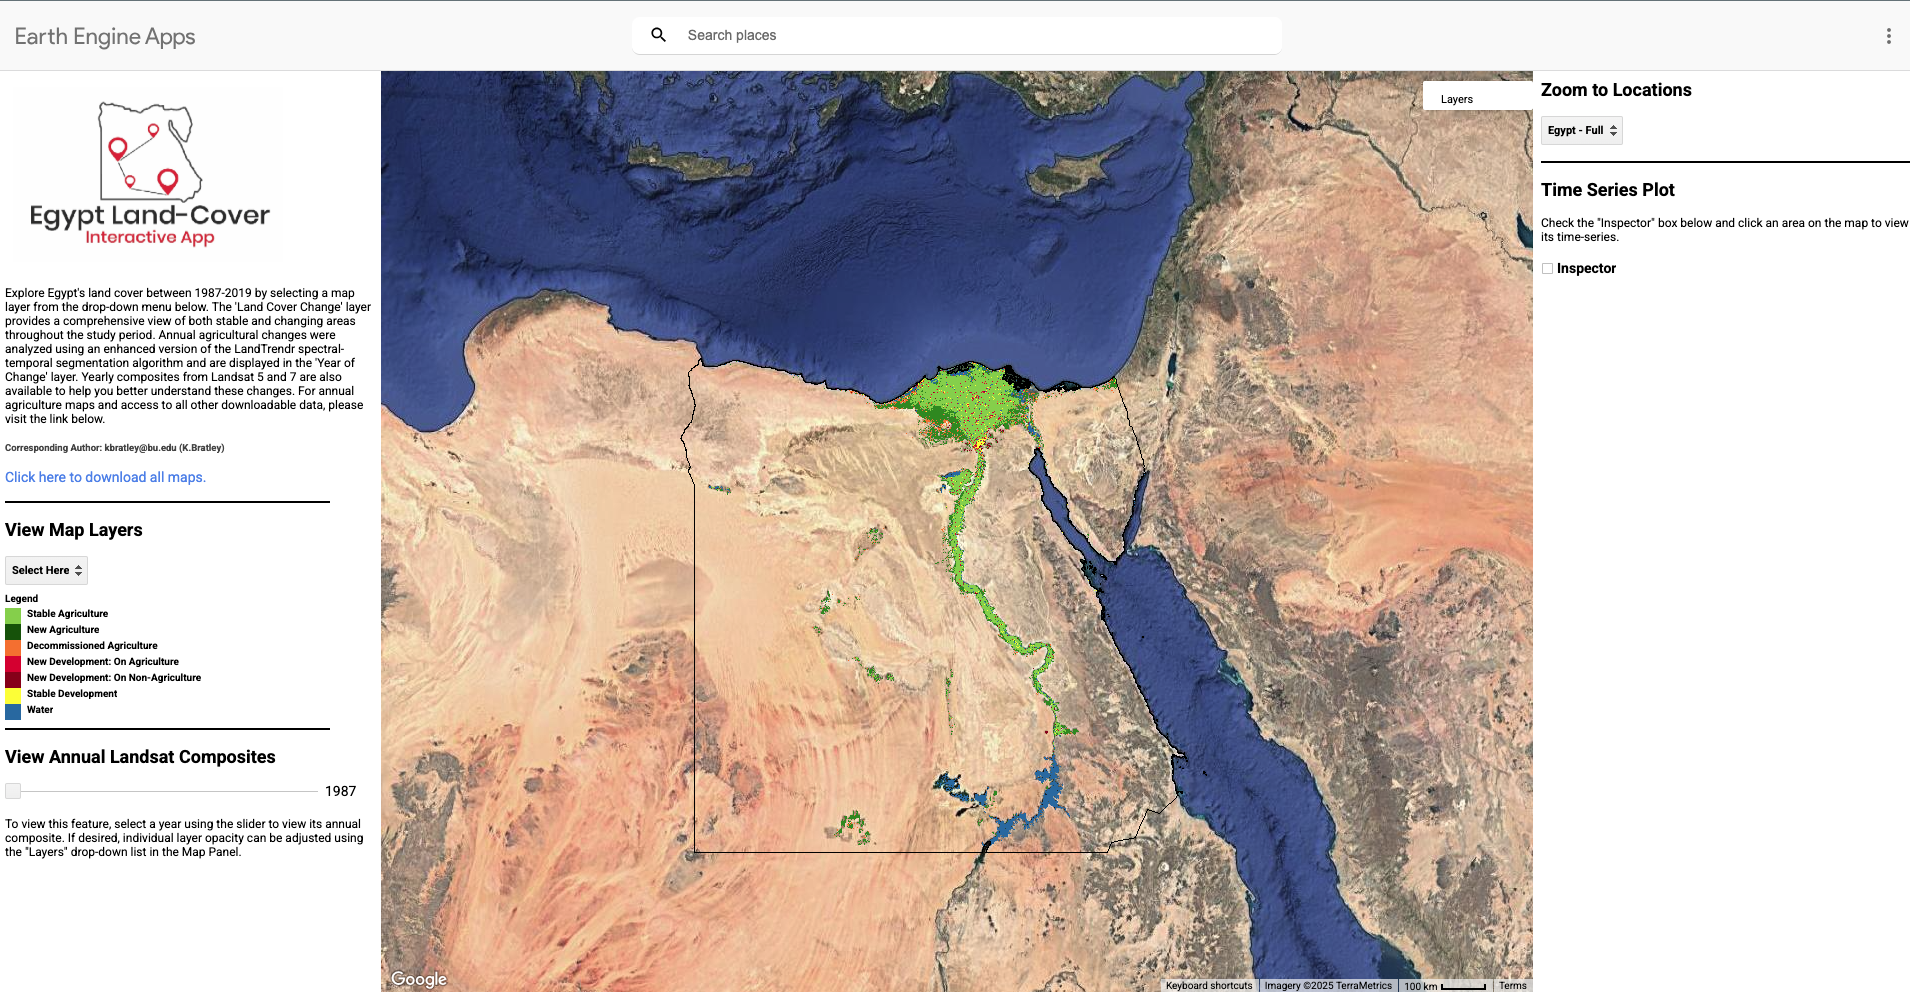 Earth Engine Apps
Search places
Egypt Land-Cover
Interactive App
Explore Egypt's land cover between 1987-2019 by selecting a map
layer from the drop-down menu below. The 'Land Cover Change' layer
provides a comprehensive view of both stable and changing areas
throughout the study period. Annual agricultural changes were
analyzed using an enhanced version of the LandTrendr spectral-
temporal segmentation algorithm and are displayed in the 'Year of
Change' layer. Yearly composites from Landsat 5 and 7 are also
available to help you better understand these changes. For annual
agriculture maps and access to all other downloadable data, please
visit the link below.
Corresponding Author: kbratley@bu.edu (K.Bratley)
Click here to download all maps.
View Map Layers
Select Here
Legend
Stable Agriculture
New Agriculture
Decommissioned Agriculture
New Development: On Agriculture
New Development: On Non-Agriculture
Stable Development
Water
View Annual Landsat Composites
1987
To view this feature, select a year using the slider to view its annual
composite. If desired, individual layer opacity can be adjusted using
the "Layers" drop-down list in the Map Panel.
Layers
Google
Keyboard shortcuts
Imagery ©2025 TerraMetrics
100 km
Terms
Zoom to Locations
Egypt - Full
Time Series Plot
Check the "Inspector" box below and click an area on the map to view
its time-series.
Inspector